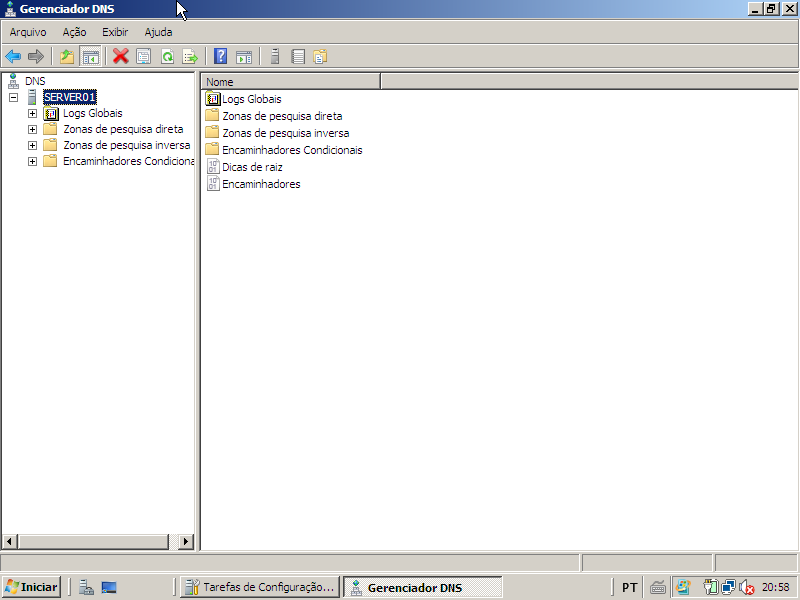 Gerenciador DNS
Arquivo Ação Exibir Ajuda
DNS
SERVER01
Logs Globais
Zonas de pesquisa direta
Zonas de pesquisa inversa
Encaminhadores Condiciona
Nome
Logs Globais
Zonas de pesquisa direta
Zonas de pesquisa inversa
Encaminhadores Condicionais
Dicas de raiz
Encaminhadores
Iniciar Tarefas de Configuração... Gerenciador DNS PT 20:58